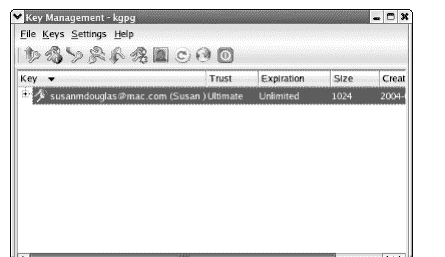 Key Management - kgpg
File Keys Settings Help
Key Trust Expiration Size Creat
susanmdouglas@mac.com (Susan ) Ultimate Unlimited 1024 2004-